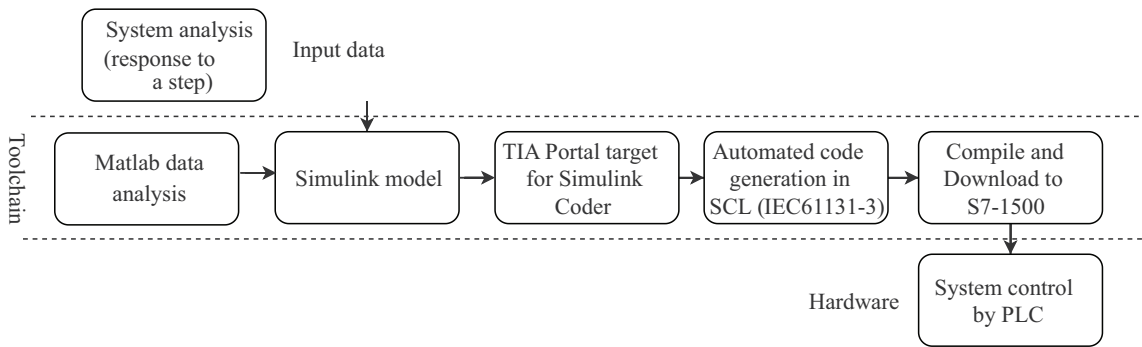 System analysis
(response to
a step)
Input data
Toolchain
Matlab data
analysis
Simulink model
TIA Portal target
for Simulink
Coder
Automated code
generation in
SCL (IEC61131-3)
Compile and
Download to
S7-1500
Hardware
System control
by PLC